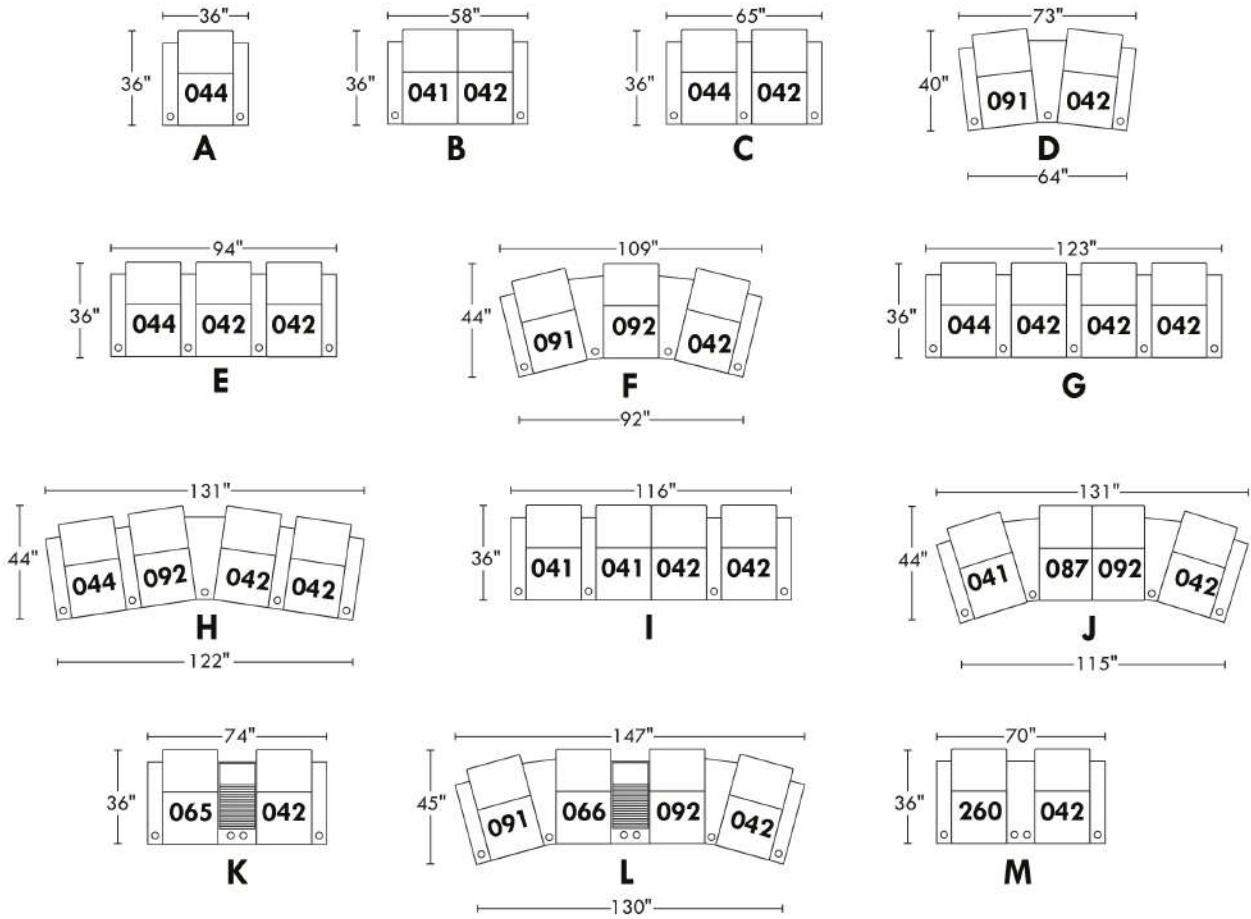 36"
36"
044
A
58"
36"
041 042
B
65"
36"
044 042
C
73"
40"
091 042
D
64"
94"
36"
044 042 042
E
109"
44"
091 092 042
F
92"
123"
36"
044 042 042 042
G
131"
44"
044 092 042 042
H
122"
116"
36"
041 041 042 042
I
131"
44"
041 087 092 042
J
115"
74"
36"
065 042
K
147"
45"
091 066 092 042
L
130"
70"
36"
260 042
M